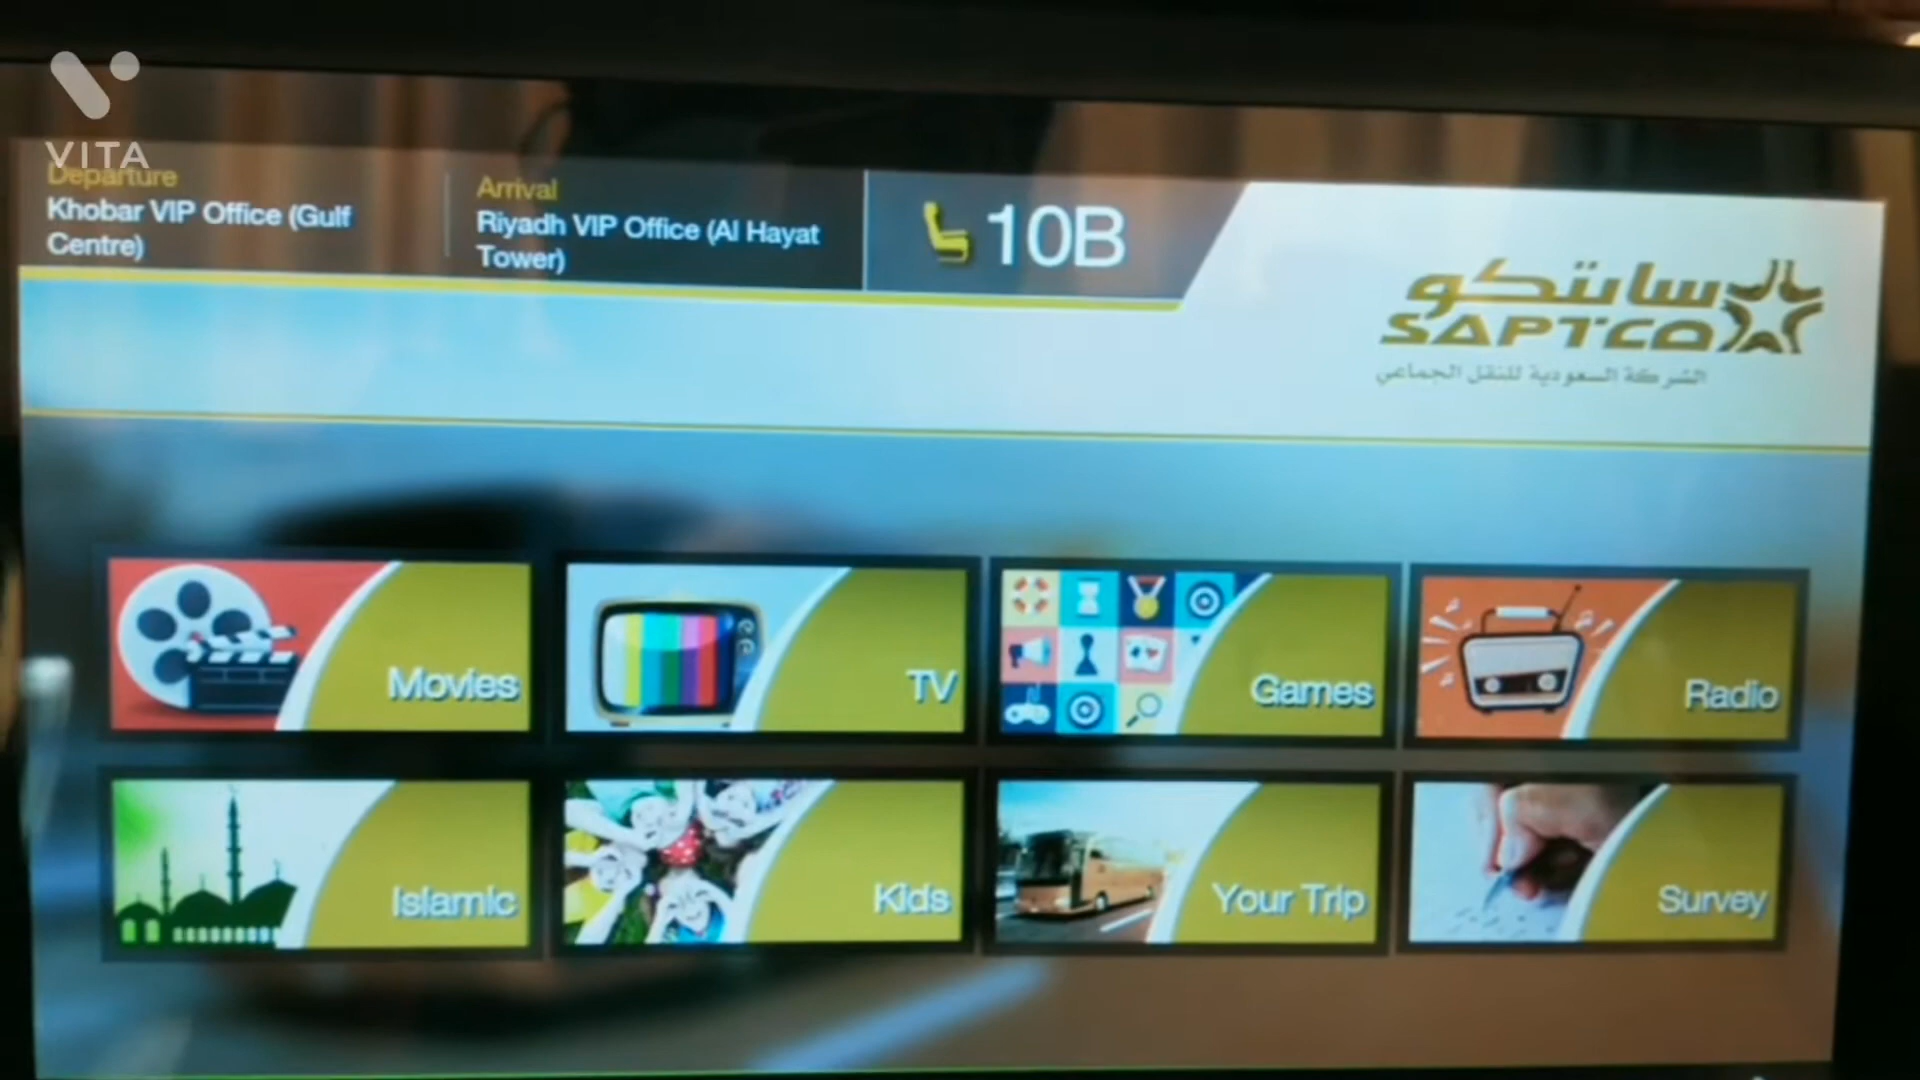 VITA
Departure
Khobar VIP Office (Gulf
Centre)
Arrival
Riyadh VIP Office (Al Hayat
Tower)
10B
سابتكو
SAPTCO
الشركة السعودية للنقل الجماعي
Movies
TV
Games
Radio
Islamic
Kids
Your Trip
Survey